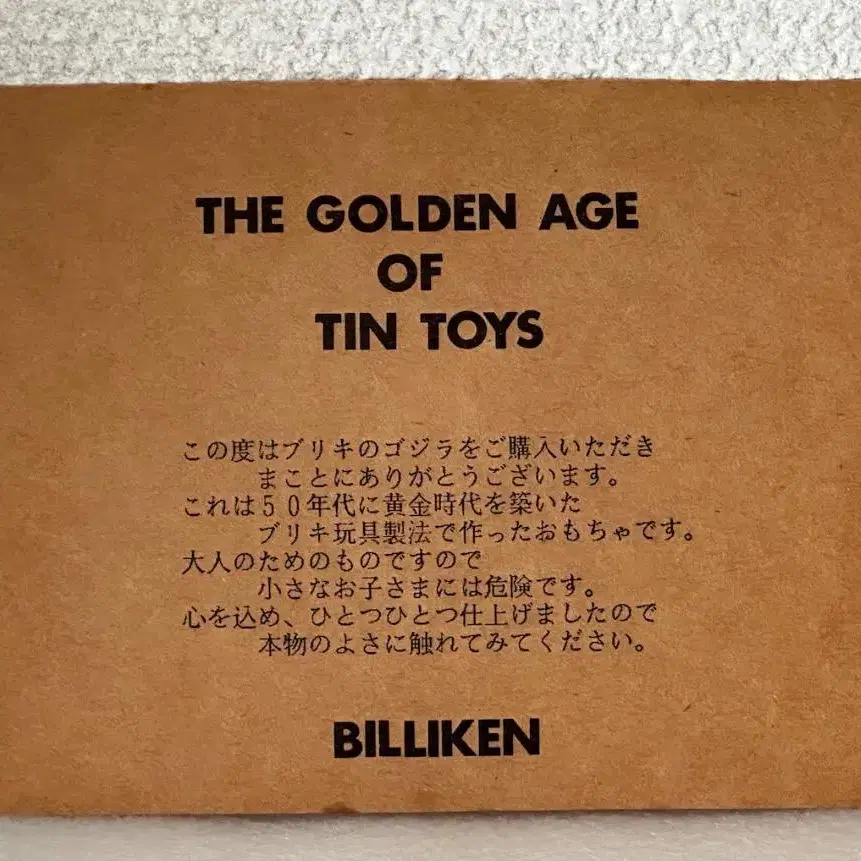 THE GOLDEN AGE
OF
TIN TOYS
この度はブリキのゴジラをご購入いただき
まことにありがとうございます。
これは５０年代に黄金時代を築いた
ブリキ玩具製法で作ったおもちゃです。
大人のためのものですので
小さなお子さまには危険です。
心を込め、ひとつひとつ仕上げましたので
本物のよさに触れてみてください。
BILLIKEN